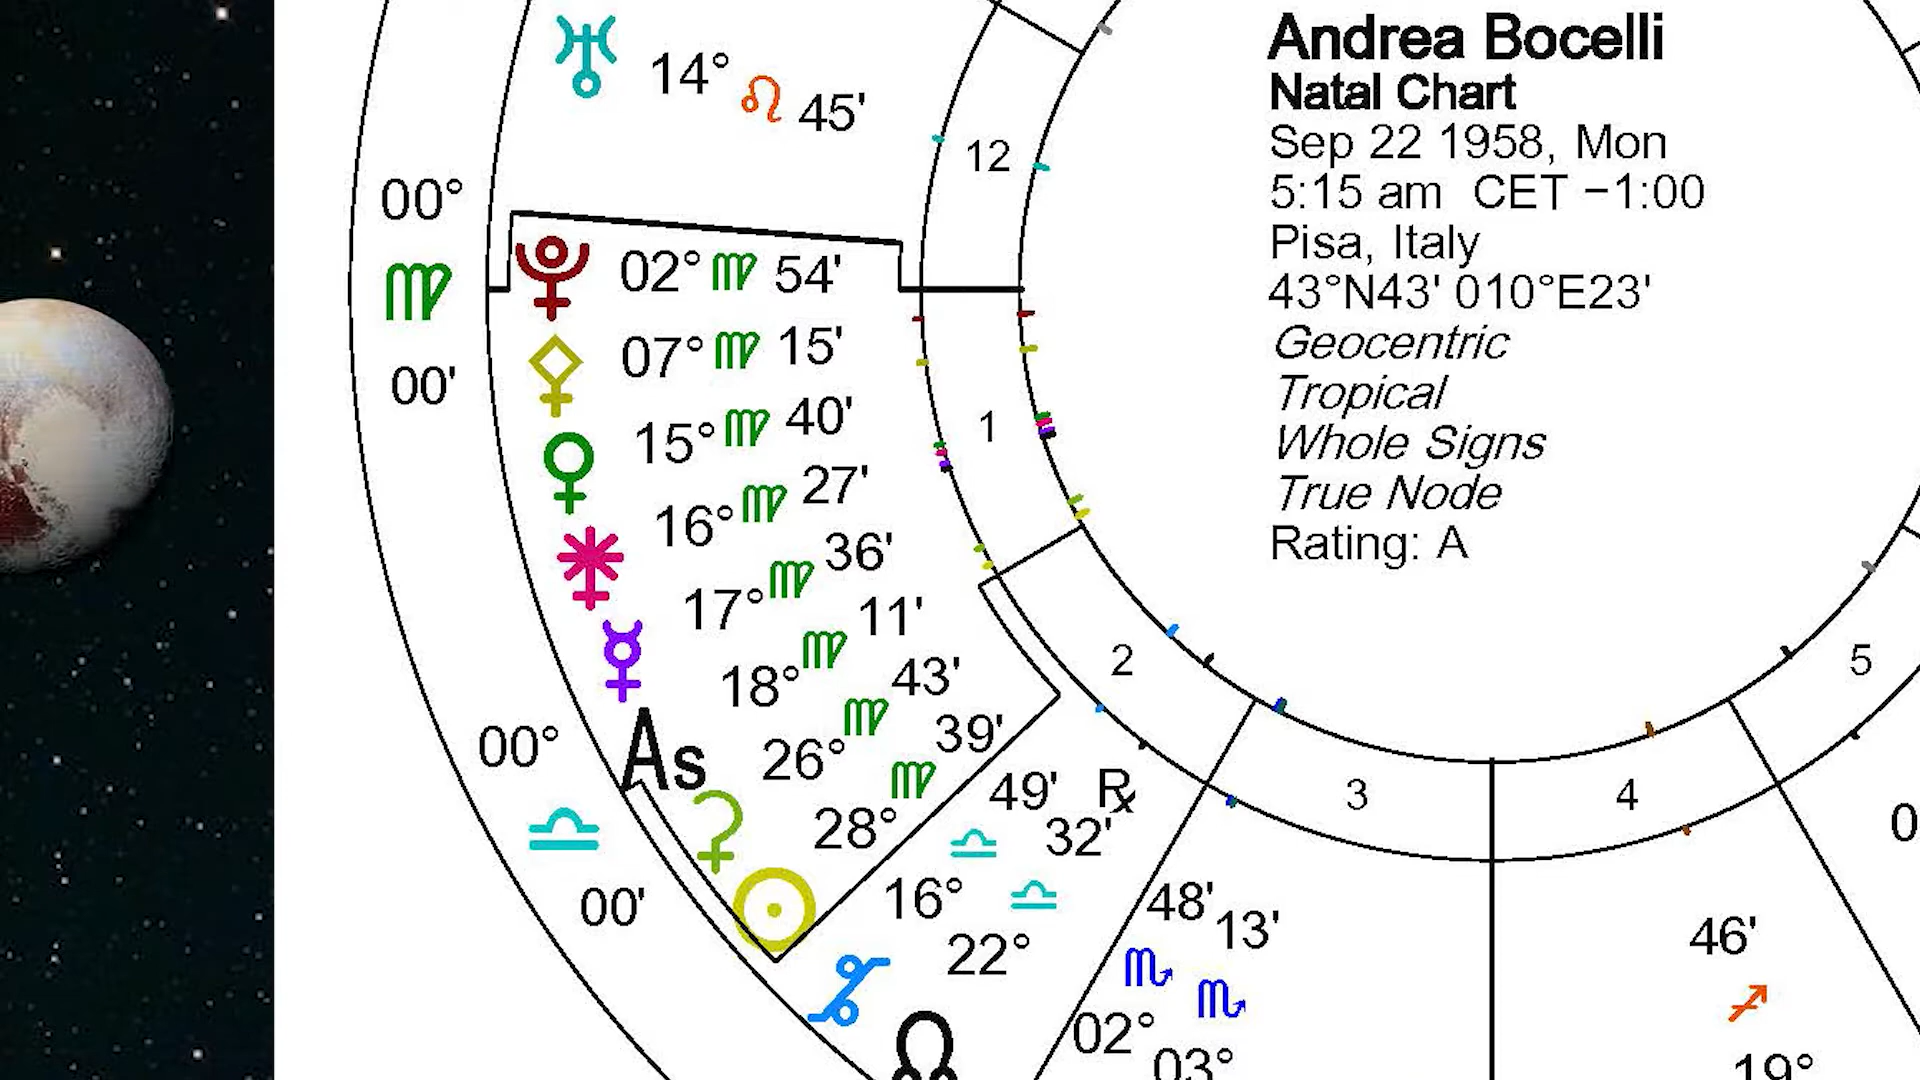 Andrea Bocelli
Natal Chart
Sep 22 1958, Mon
5:15 am CET −1:00
Pisa, Italy
43°N43' 010°E23'
Geocentric
Tropical
Whole Signs
True Node
Rating: A
♅ 14° ♌ 45'
00° ♍ 00'
♇ 02° ♍ 54'
⚴ 07° ♍ 15'
♀ 15° ♍ 40'
⚵ 16° ♍ 27'
☿ 17° ♍ 36'
As 18° ♍ 11'
⚳ 26° ♍ 43'
☉ 28° ♍ 39'
00° ♎ 00'
16° ♎ 49' ℞
☊ 22° ♎ 32'
02° ♏ 48'
03° ♏ 13'
19° ♐ 46'
0
12
1
2
3
4
5